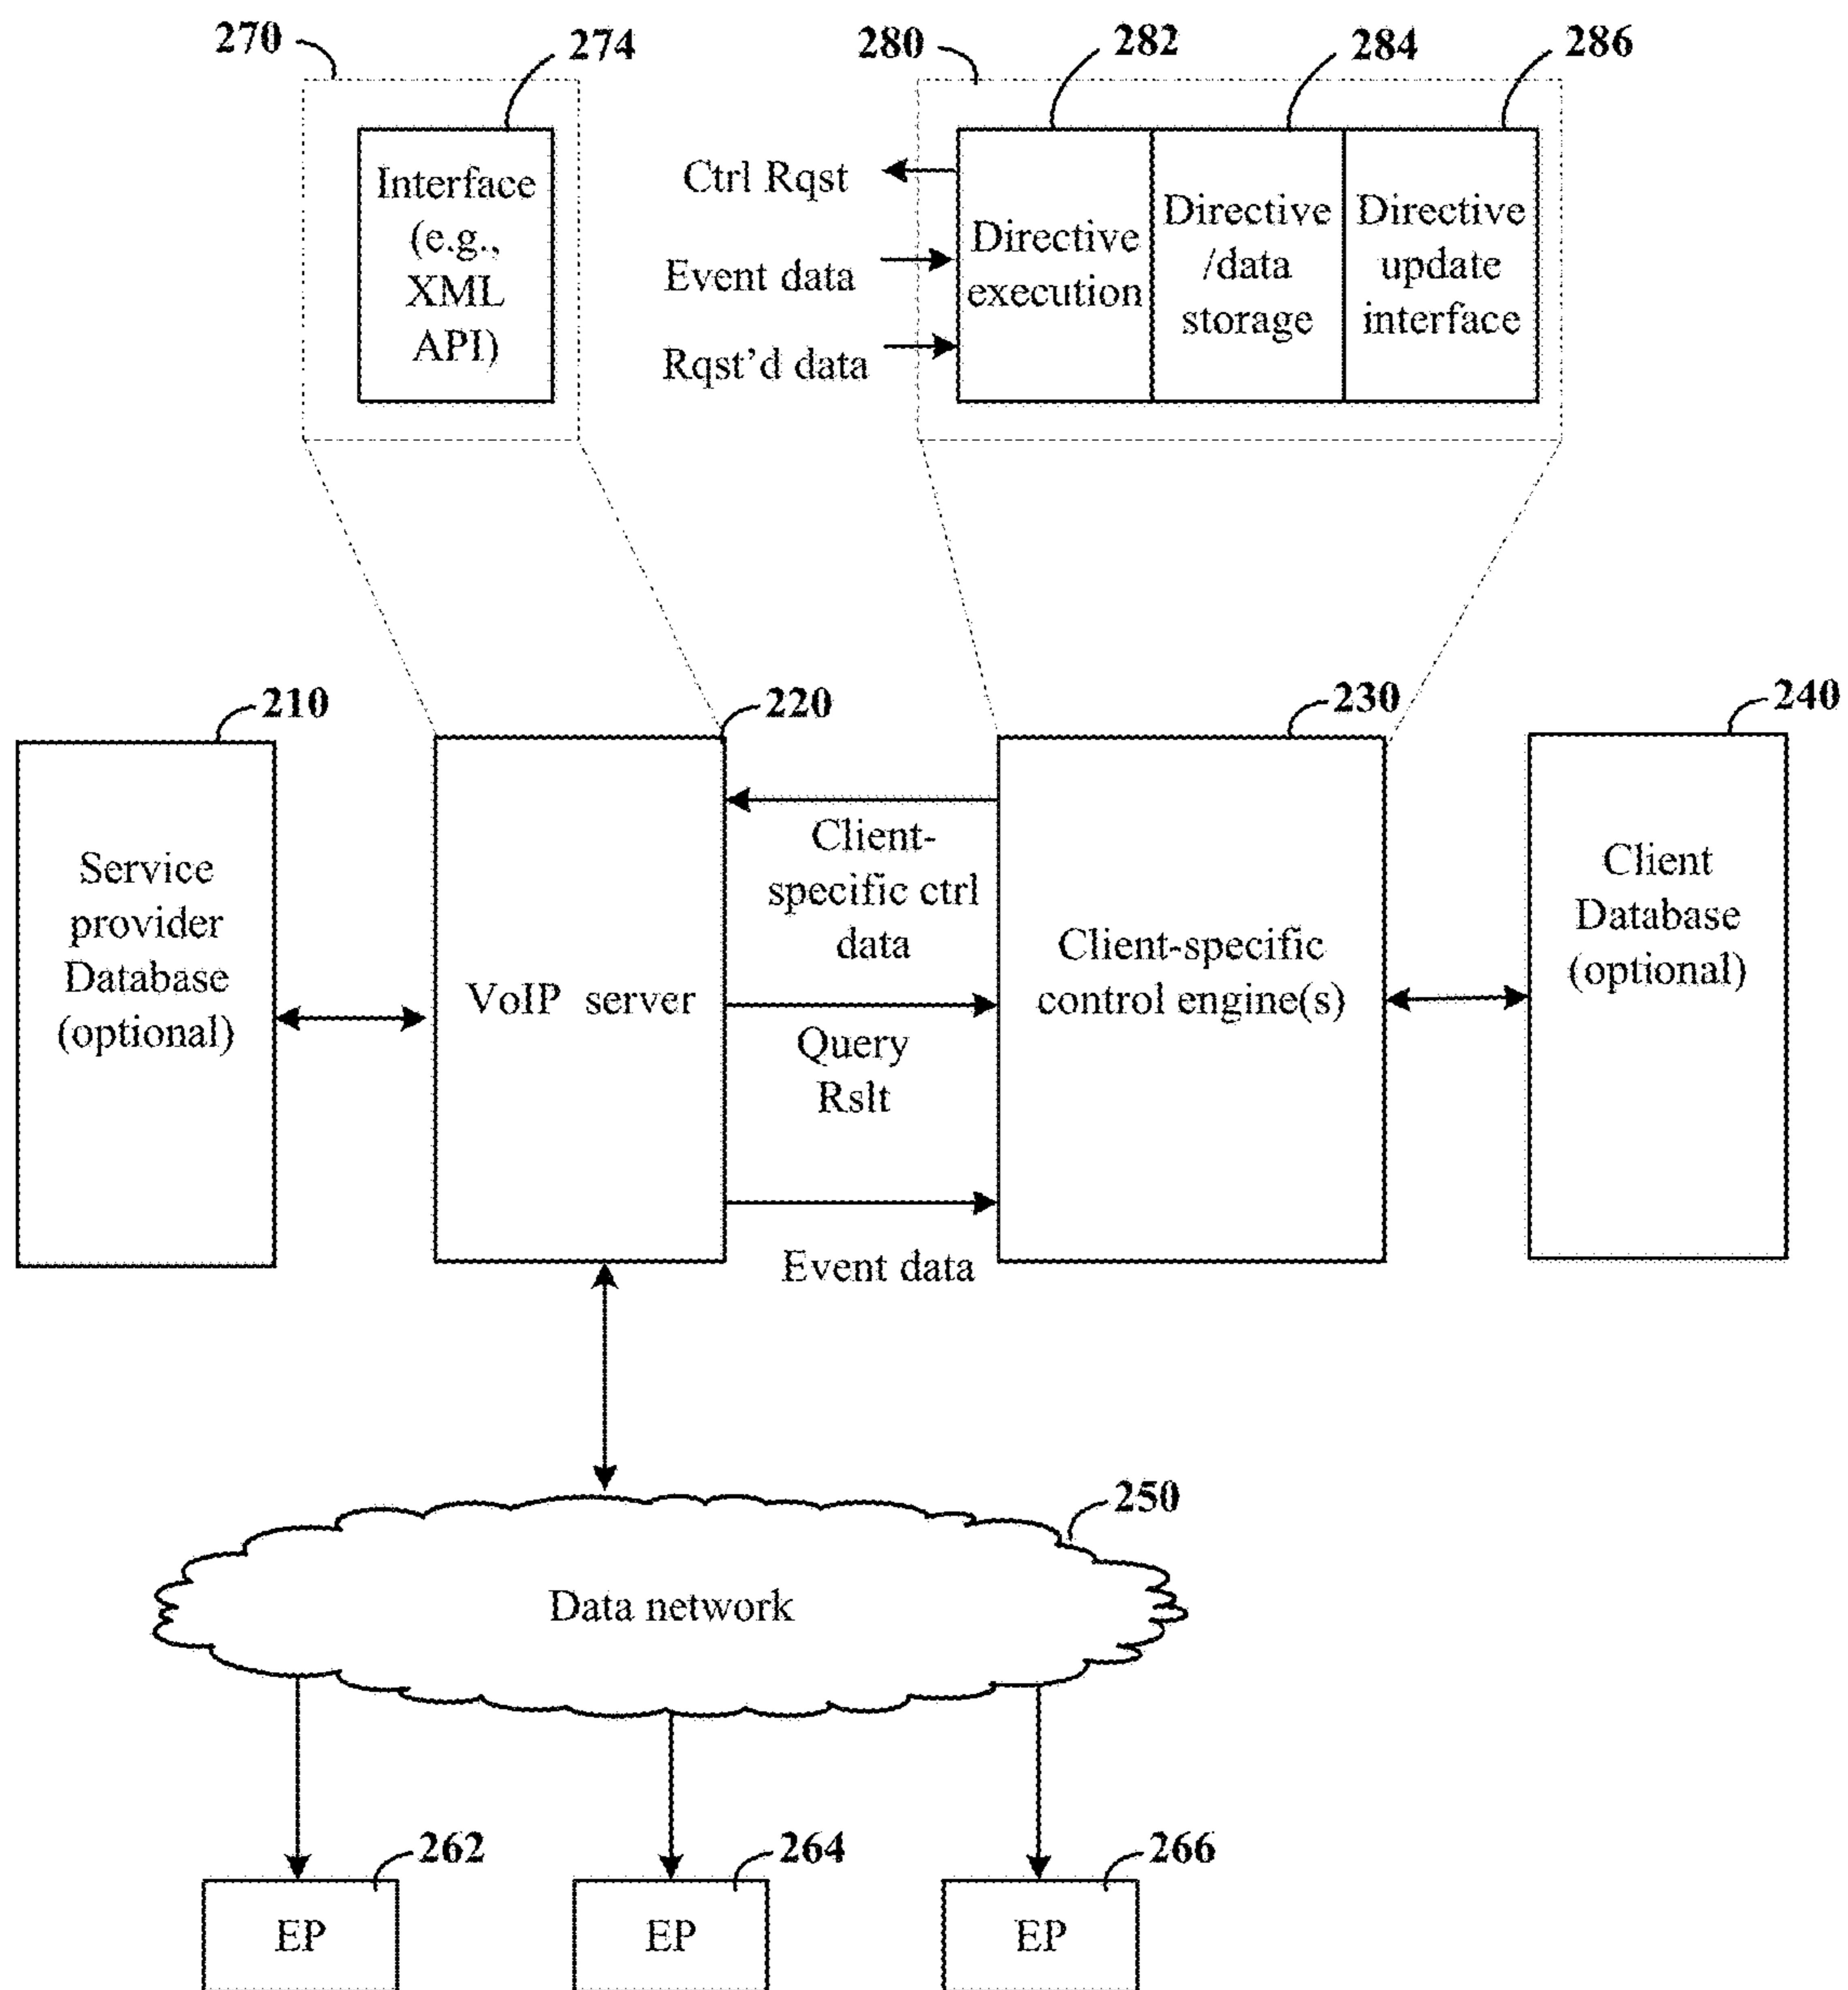 270
274
280
282
284
286
Interface
(e.g.,
XML
API)
Ctrl Rqst
Event data
Rqst'd data
Directive
execution
Directive
/data
storage
Directive
update
interface
210
220
230
240
Service
provider
Database
(optional)
VoIP server
Client-
specific ctrl
data
Query
Rslt
Event data
Client-specific
control engine(s)
Client
Database
(optional)
250
Data network
262
264
266
EP
EP
EP